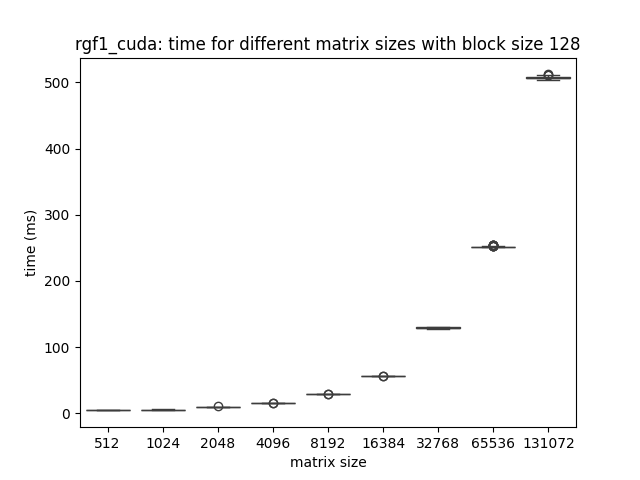 rgf1_cuda: time for different matrix sizes with block size 128
time (ms)
500
400
300
200
100
0
512 1024 2048 4096 8192 16384 32768 65536 131072
matrix size